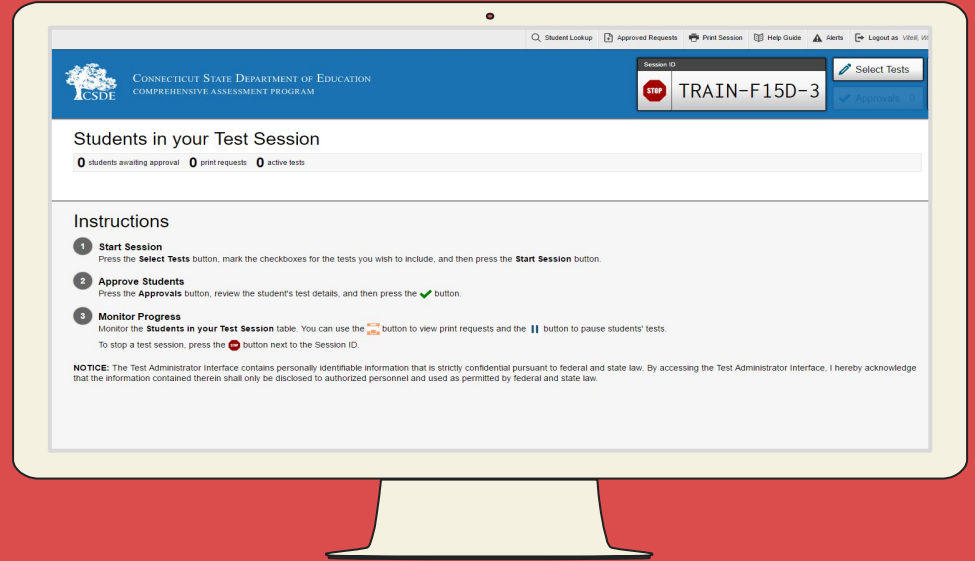 Student Lookup Approved Requests Print Session Help Guide Alerts Logout as Vitelli,
CSDE
CONNECTICUT STATE DEPARTMENT OF EDUCATION
COMPREHENSIVE ASSESSMENT PROGRAM
Session ID
STOP TRAIN-F15D-3
Select Tests
Approvals 0
Students in your Test Session
0 students awaiting approval 0 print requests 0 active tests
Instructions
1 Start Session
Press the Select Tests button, mark the checkboxes for the tests you wish to include, and then press the Start Session button.
2 Approve Students
Press the Approvals button, review the student's test details, and then press the button.
3 Monitor Progress
Monitor the Students in your Test Session table. You can use the button to view print requests and the button to pause students' tests.
To stop a test session, press the STOP button next to the Session ID.
NOTICE: The Test Administrator Interface contains personally identifiable information that is strictly confidential pursuant to federal and state law. By accessing the Test Administrator Interface, I hereby acknowledge
that the information contained therein shall only be disclosed to authorized personnel and used as permitted by federal and state law.